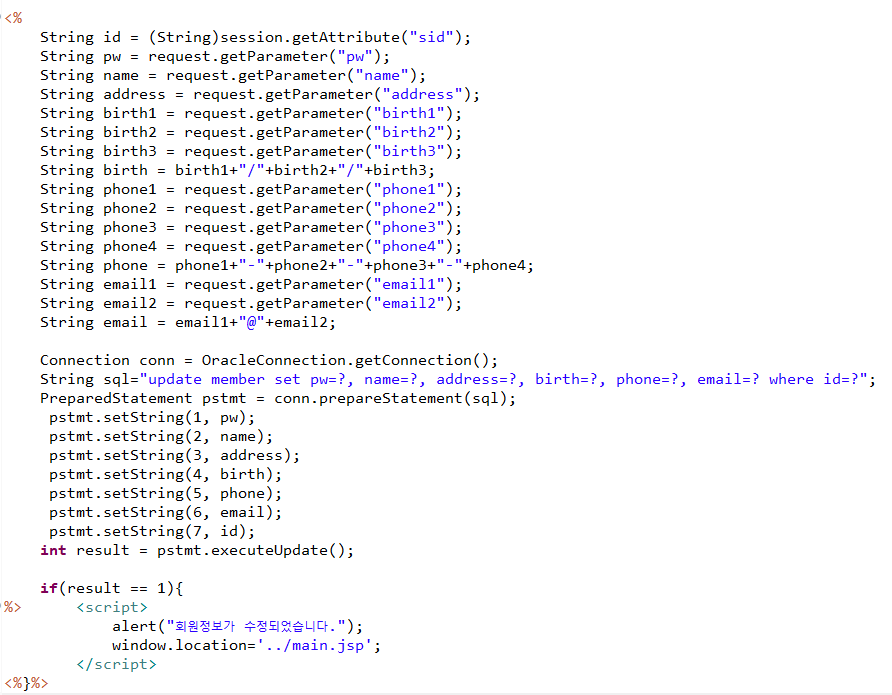 <%
String id = (String)session.getAttribute("sid");
String pw = request.getParameter("pw");
String name = request.getParameter("name");
String address = request.getParameter("address");
String birth1 = request.getParameter("birth1");
String birth2 = request.getParameter("birth2");
String birth3 = request.getParameter("birth3");
String birth = birth1+"/"+birth2+"/"+birth3;
String phone1 = request.getParameter("phone1");
String phone2 = request.getParameter("phone2");
String phone3 = request.getParameter("phone3");
String phone4 = request.getParameter("phone4");
String phone = phone1+"-"+phone2+"-"+phone3+"-"+phone4;
String email1 = request.getParameter("email1");
String email2 = request.getParameter("email2");
String email = email1+"@"+email2;
Connection conn = OracleConnection.getConnection();
String sql="update member set pw=?, name=?, address=?, birth=?, phone=?, email=? where id=?";
PreparedStatement pstmt = conn.prepareStatement(sql);
pstmt.setString(1, pw);
pstmt.setString(2, name);
pstmt.setString(3, address);
pstmt.setString(4, birth);
pstmt.setString(5, phone);
pstmt.setString(6, email);
pstmt.setString(7, id);
int result = pstmt.executeUpdate();
if(result == 1){
%> <script>
alert("회원정보가 수정되었습니다.");
window.location='../main.jsp';
</script>
<%}%>